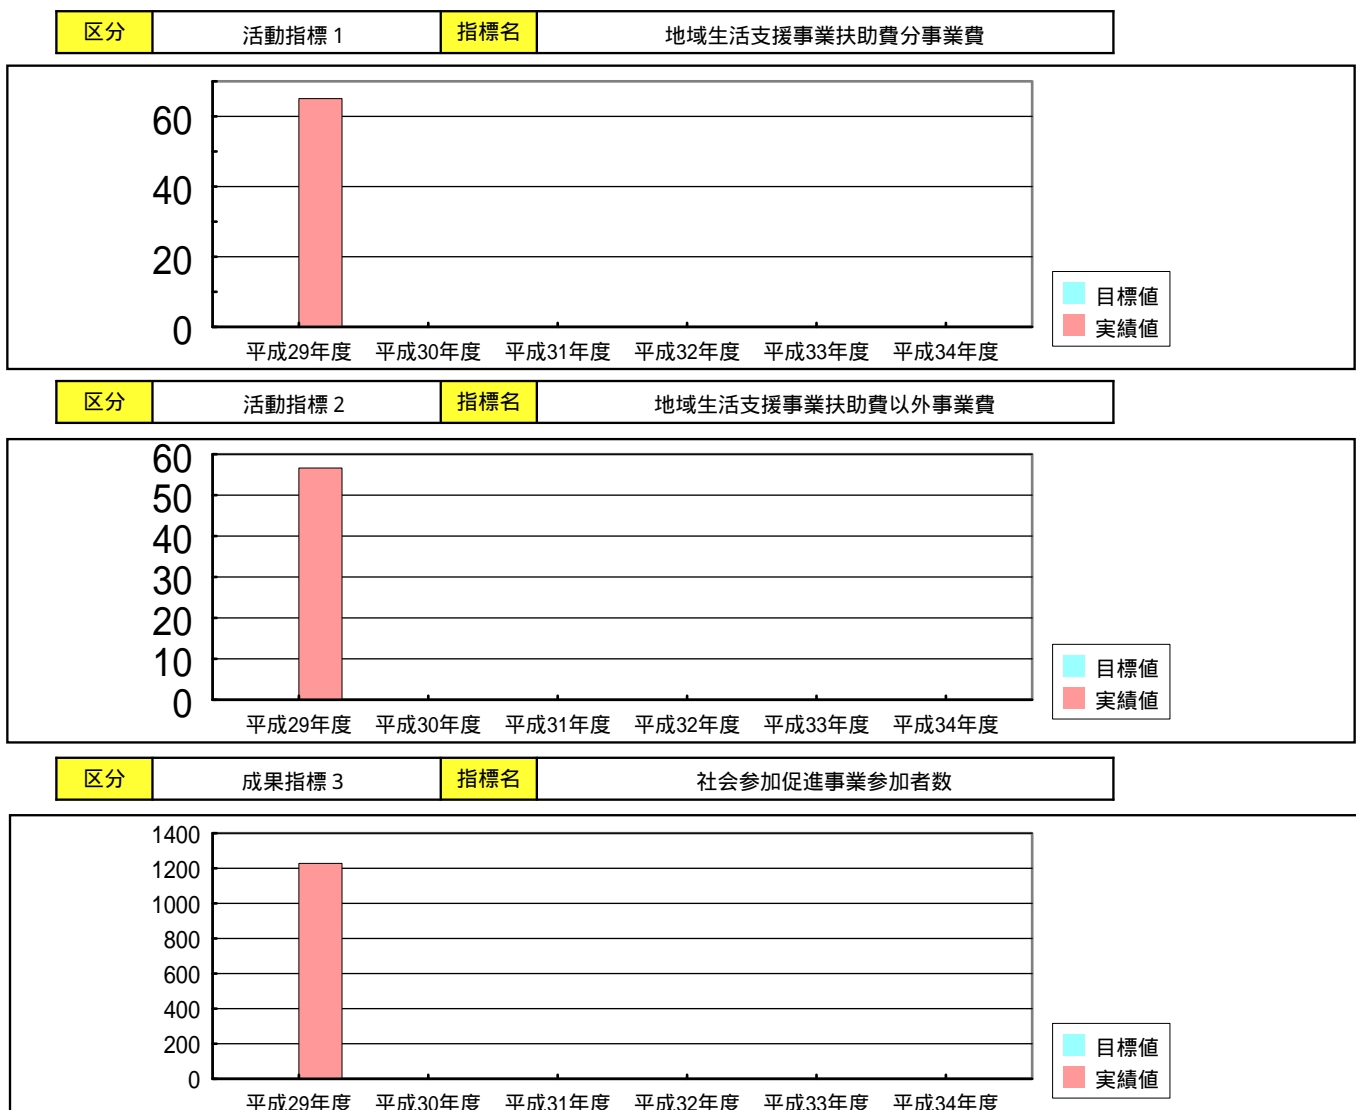 区分 活動指標1 指標名 地域生活支援事業扶助費分事業費
60
40
20
0
平成29年度 平成30年度 平成31年度 平成32年度 平成33年度 平成34年度
目標値
実績値
区分 活動指標2 指標名 地域生活支援事業扶助費以外事業費
60
50
40
30
20
10
0
平成29年度 平成30年度 平成31年度 平成32年度 平成33年度 平成34年度
目標値
実績値
区分 成果指標3 指標名 社会参加促進事業参加者数
1400
1200
1000
800
600
400
200
0
平成29年度 平成30年度 平成31年度 平成32年度 平成33年度 平成34年度
目標値
実績値